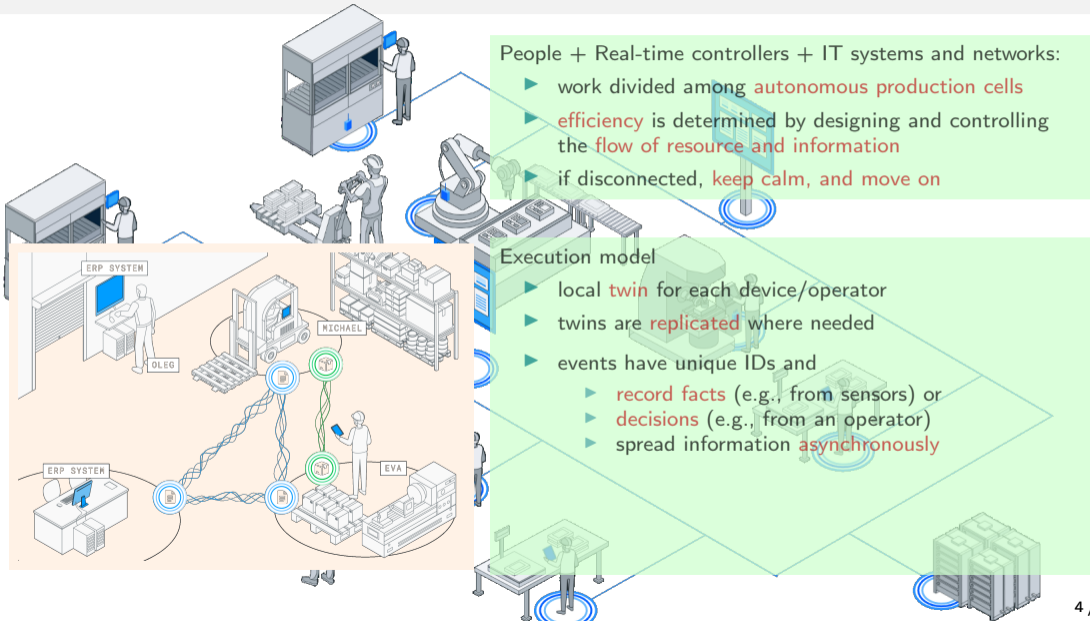 People + Real-time controllers + IT systems and networks:
work divided among autonomous production cells
efficiency is determined by designing and controlling
the flow of resource and information
if disconnected, keep calm, and move on
Execution model
local twin for each device/operator
twins are replicated where needed
events have unique IDs and
record facts (e.g., from sensors) or
decisions (e.g., from an operator)
spread information asynchronously
ERP SYSTEM
OLEG
MICHAEL
ERP SYSTEM
EVA
4 /